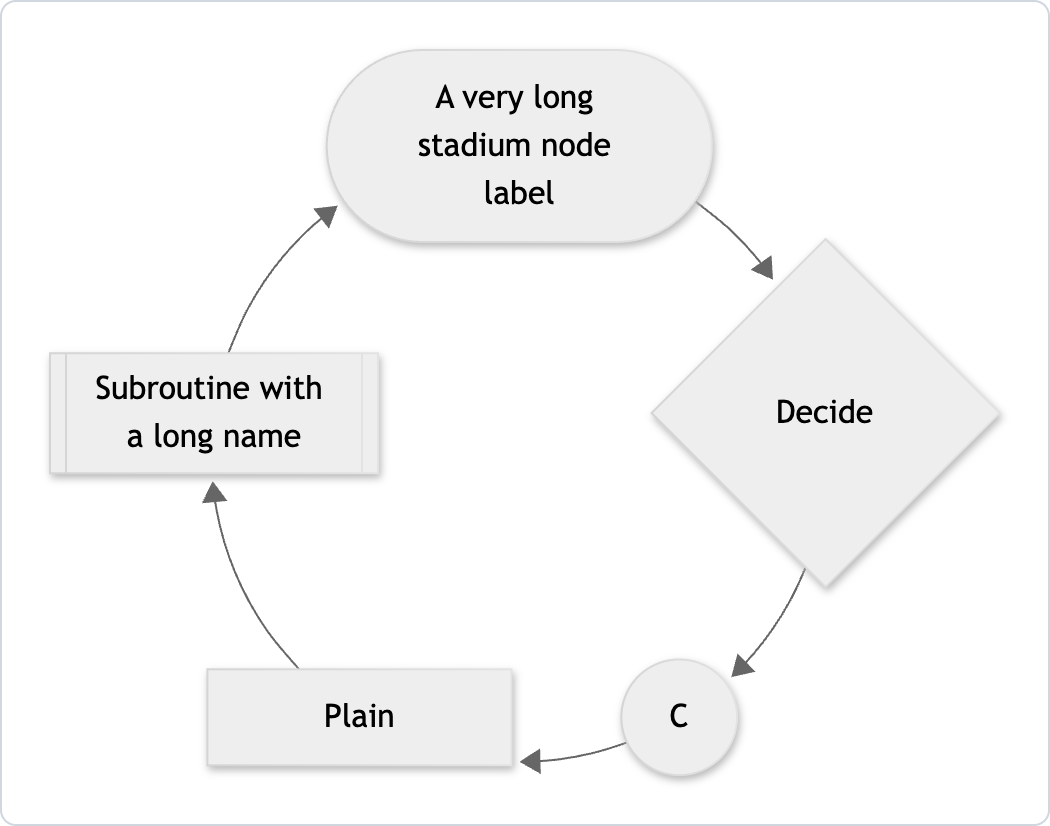 A very long
stadium node
label
Subroutine with
a long name
Decide
Plain
C